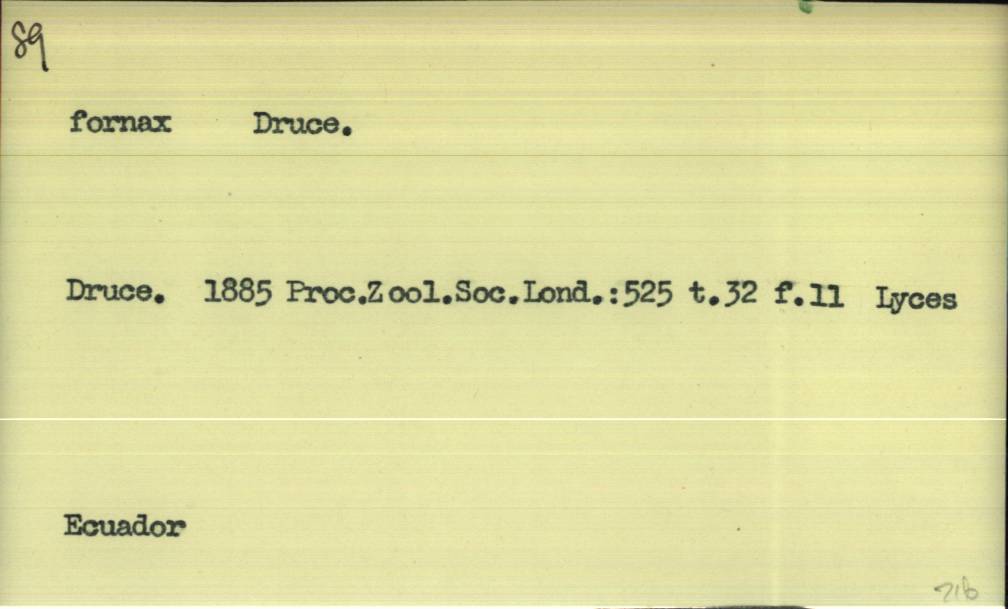 89
fornax Druce.
Druce. 1885 Proc.Zool.Soc.Lond.:525 t.32 f.11 Lyces
Ecuador